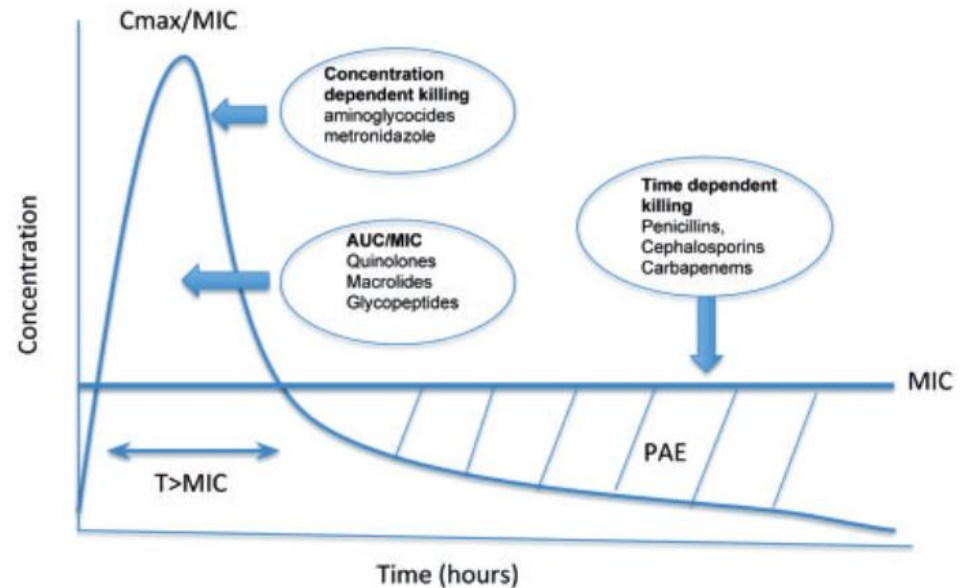 Cmax/MIC
Concentration
dependent killing
aminoglycocides
metronidazole
Time dependent
killing
Penicillins,
Cephalosporins
Carbapenems
AUC/MIC
Quinolones
Macrolides
Glycopeptides
Concentration
MIC
PAE
T>MIC
Time (hours)